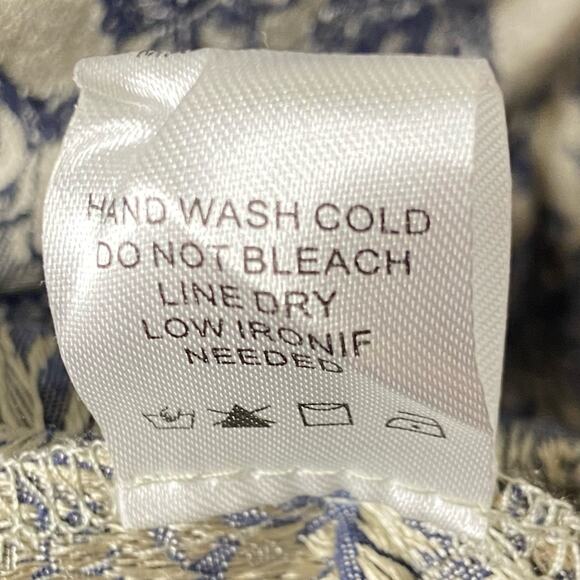 HAND WASH COLD
DO NOT BLEACH
LINE DRY
LOW IRONIF
NEEDED